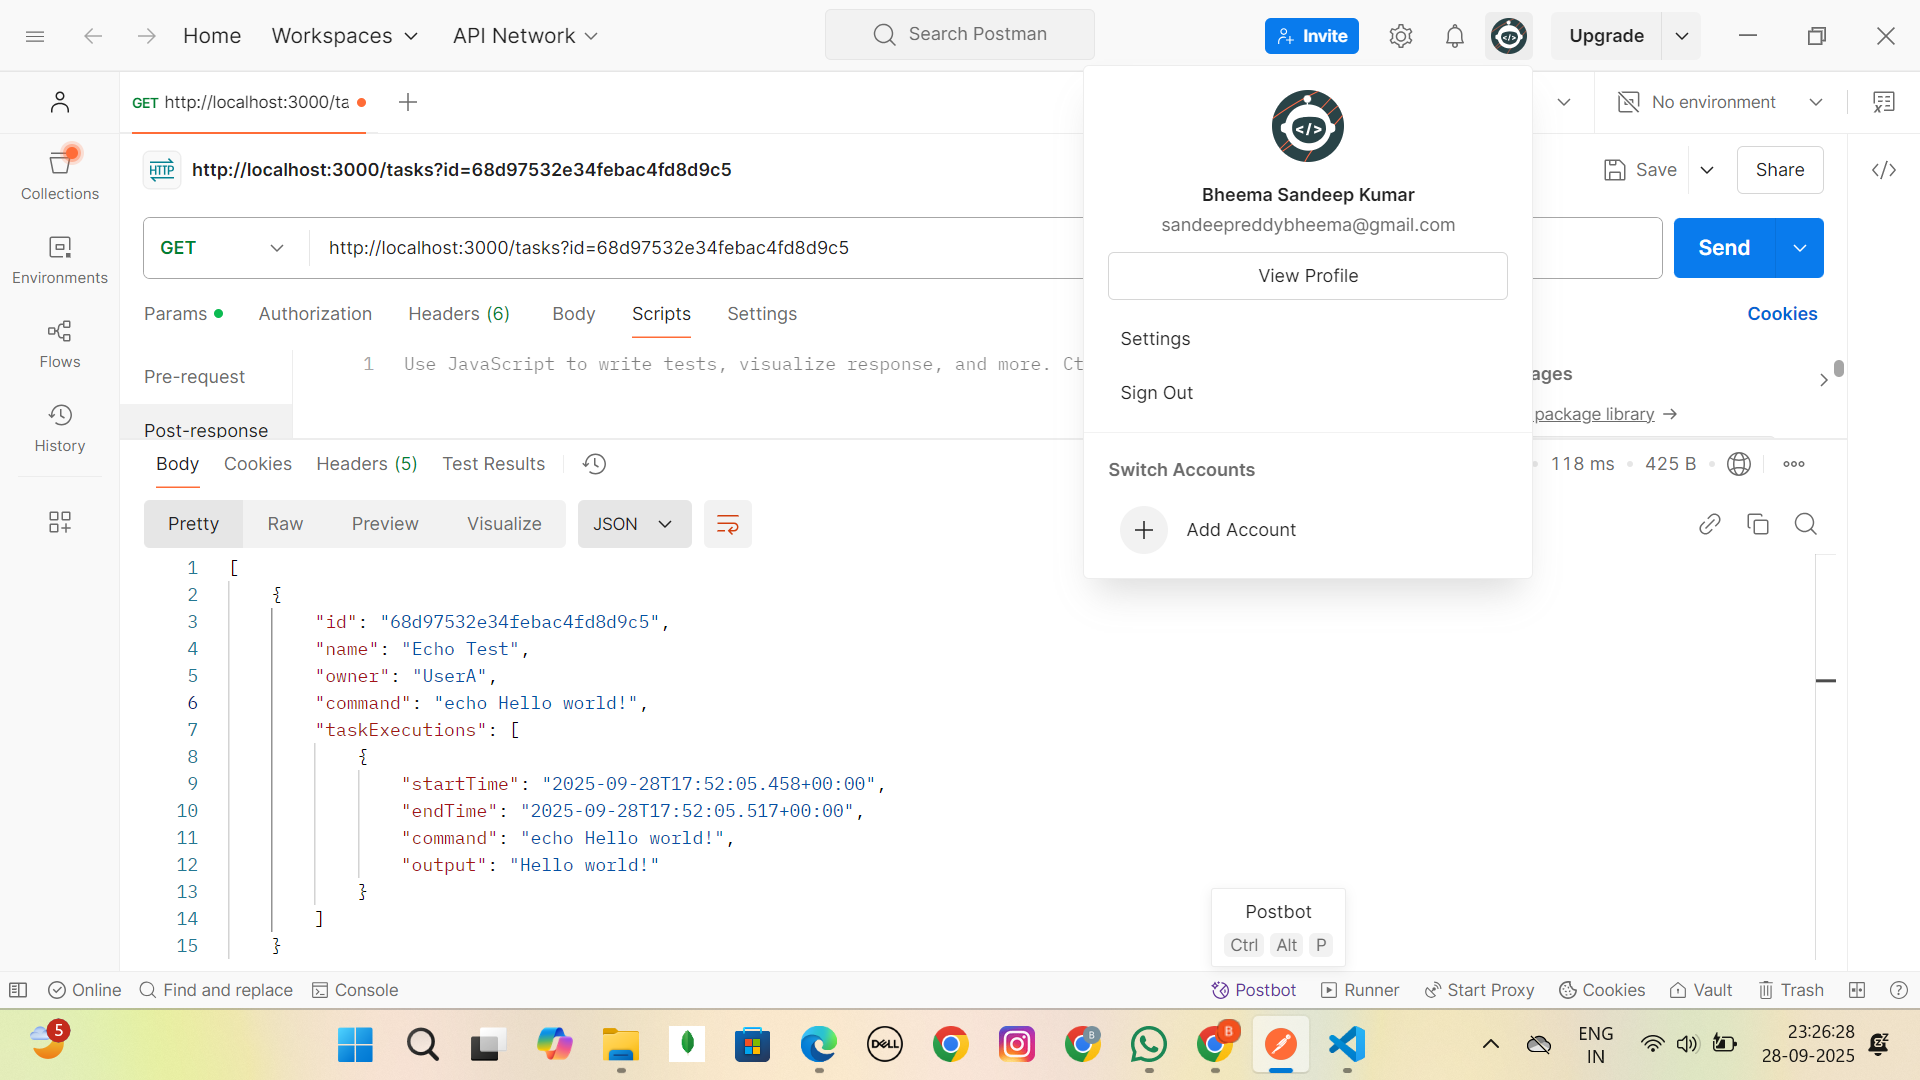 Home Workspaces API Network Search Postman Invite Upgrade
GET http://localhost:3000/ta No environment
HTTP http://localhost:3000/tasks?id=68d97532e34febac4fd8d9c5 Save Share
GET http://localhost:3000/tasks?id=68d97532e34febac4fd8d9c5 Send
Params Authorization Headers (6) Body Scripts Settings Cookies
Collections
Environments
Flows
History
Pre-request
Post-response
1 Use JavaScript to write tests, visualize response, and more. Ct
ages
package library →
</>
Bheema Sandeep Kumar
sandeepreddybheema@gmail.com
View Profile
Settings
Sign Out
Switch Accounts
Add Account
Body Cookies Headers (5) Test Results 118 ms 425 B
Pretty Raw Preview Visualize JSON
1 [
2 {
3 "id": "68d97532e34febac4fd8d9c5",
4 "name": "Echo Test",
5 "owner": "UserA",
6 "command": "echo Hello world!",
7 "taskExecutions": [
8 {
9 "startTime": "2025-09-28T17:52:05.458+00:00",
10 "endTime": "2025-09-28T17:52:05.517+00:00",
11 "command": "echo Hello world!",
12 "output": "Hello world!"
13 }
14 ]
15 }
Postbot
Ctrl Alt P
Online Find and replace Console Postbot Runner Start Proxy Cookies Vault Trash
5
DELL
B
B
ENG
IN
23:26:28
28-09-2025